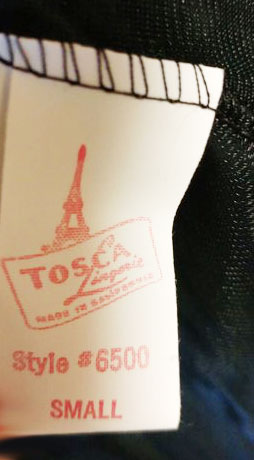 TOSCA
Lingerie
MADE IN CALIFORNIA
Style #6500
SMALL